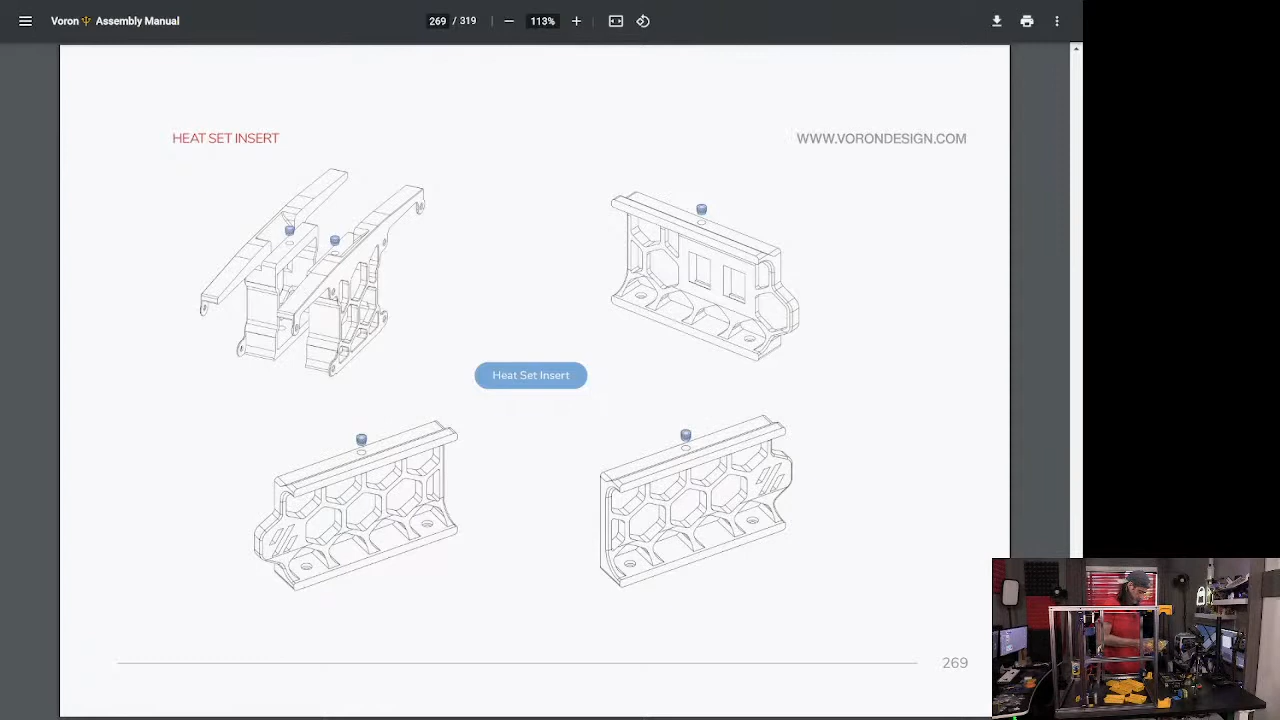 Voron Assembly Manual
269 / 319
113%
HEAT SET INSERT
WWW.VORONDESIGN.COM
Heat Set Insert
269